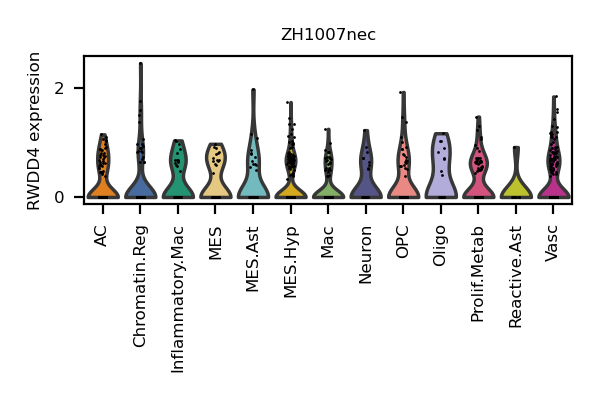 ZH1007nec
RWDD4 expression
2
0
AC
Chromatin.Reg
Inflammatory.Mac
MES
MES.Ast
MES.Hyp
Mac
Neuron
OPC
Oligo
Prolif.Metab
Reactive.Ast
Vasc